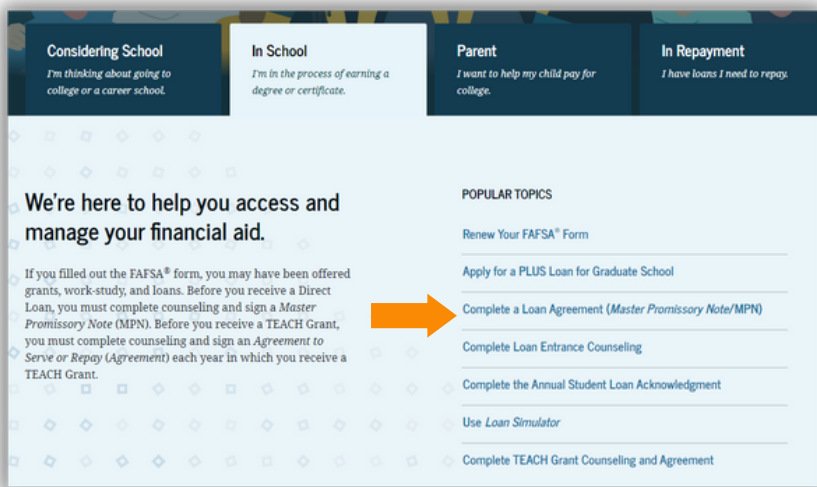 Considering School
I'm thinking about going to
college or a career school.
In School
I'm in the process of earning a
degree or certificate.
Parent
I want to help my child pay for
college.
In Repayment
I have loans I need to repay.
We're here to help you access and
manage your financial aid.
If you filled out the FAFSA® form, you may have been offered
grants, work-study, and loans. Before you receive a Direct
Loan, you must complete counseling and sign a Master
Promissory Note (MPN). Before you receive a TEACH Grant,
you must complete counseling and sign an Agreement to
Serve or Repay (Agreement) each year in which you receive a
TEACH Grant.
POPULAR TOPICS
Renew Your FAFSA® Form
Apply for a PLUS Loan for Graduate School
Complete a Loan Agreement (Master Promissory Note/MPN)
Complete Loan Entrance Counseling
Complete the Annual Student Loan Acknowledgment
Use Loan Simulator
Complete TEACH Grant Counseling and Agreement